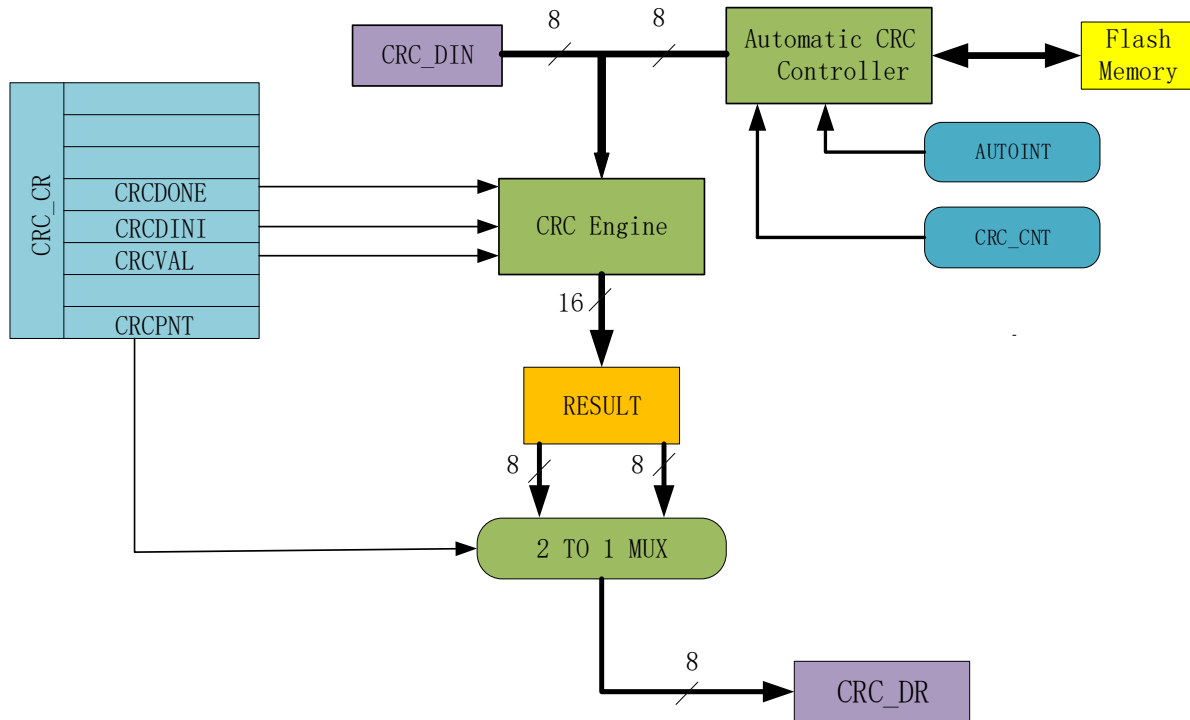 8
8
CRC_DIN
Automatic CRC
Controller
Flash
Memory
AUTOINT
CRC_CR
CRCDONE
CRCDINI
CRCVAL
CRCPNT
CRC Engine
CRC_CNT
16
RESULT
8
8
2 TO 1 MUX
8
CRC_DR